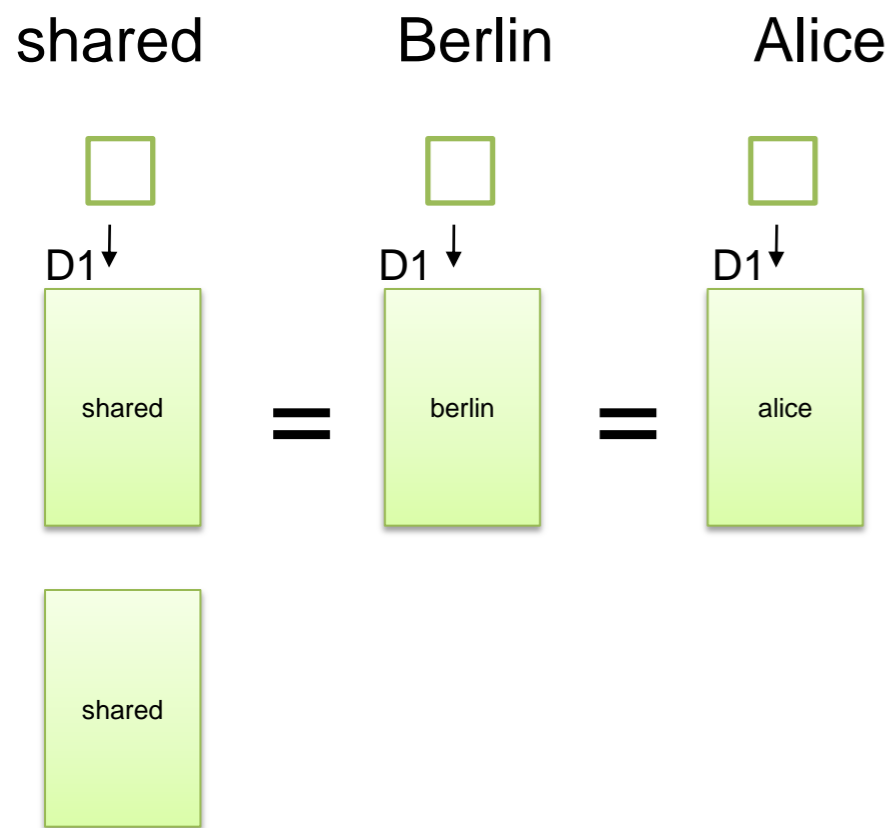 shared Berlin Alice
D1 D1 D1
shared = berlin = alice
shared